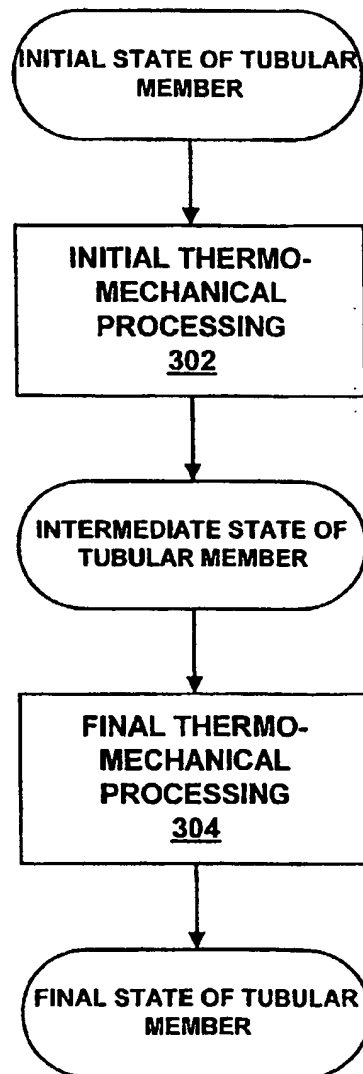 INITIAL STATE OF TUBULAR
MEMBER
INITIAL THERMO-
MECHANICAL
PROCESSING
302
INTERMEDIATE STATE OF
TUBULAR MEMBER
FINAL THERMO-
MECHANICAL
PROCESSING
304
FINAL STATE OF TUBULAR
MEMBER